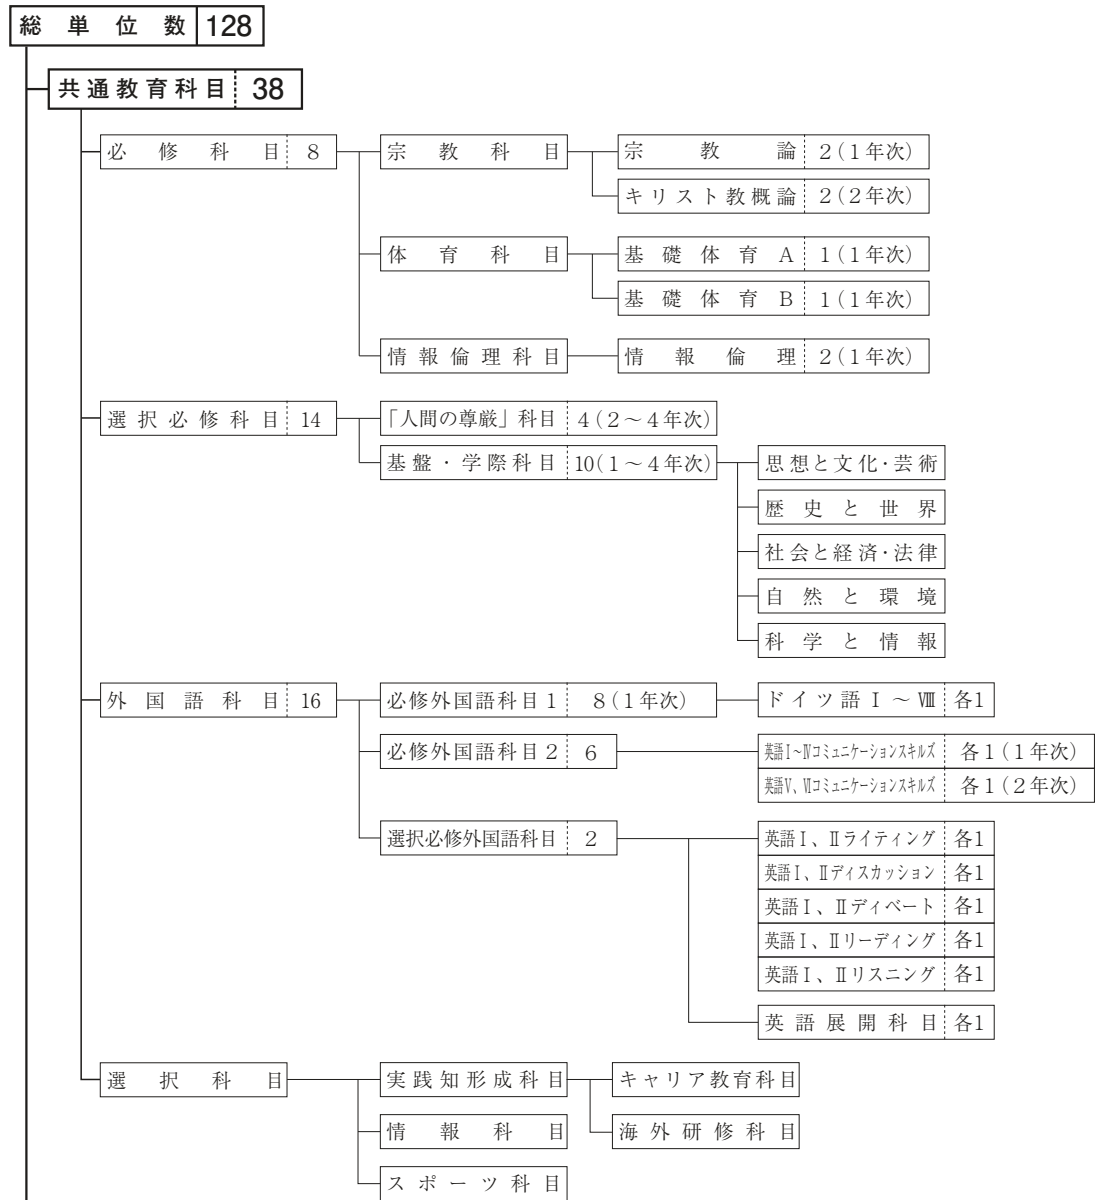 総単位数 128
共通教育科目 38
必修科目 8 宗教科目 宗教論 2(1年次)
キリスト教概論 2(2年次)
体育科目 基礎体育A 1(1年次)
基礎体育B 1(1年次)
情報倫理科目 情報倫理 2(1年次)
選択必修科目 14 「人間の尊厳」科目 4(2～4年次)
基盤・学際科目 10(1～4年次) 思想と文化・芸術
歴史と世界
社会と経済・法律
自然と環境
科学と情報
外国語科目 16 必修外国語科目1 8(1年次) ドイツ語Ⅰ～Ⅷ 各1
必修外国語科目2 6 英語Ⅰ~Ⅳコミュニケーションスキルズ 各1(1年次)
英語Ⅴ、Ⅵコミュニケーションスキルズ 各1(2年次)
選択必修外国語科目 2 英語Ⅰ、Ⅱライティング 各1
英語Ⅰ、Ⅱディスカッション 各1
英語Ⅰ、Ⅱディベート 各1
英語Ⅰ、Ⅱリーディング 各1
英語Ⅰ、Ⅱリスニング 各1
英語展開科目 各1
選択科目 実践知形成科目 キャリア教育科目
情報科目 海外研修科目
スポーツ科目